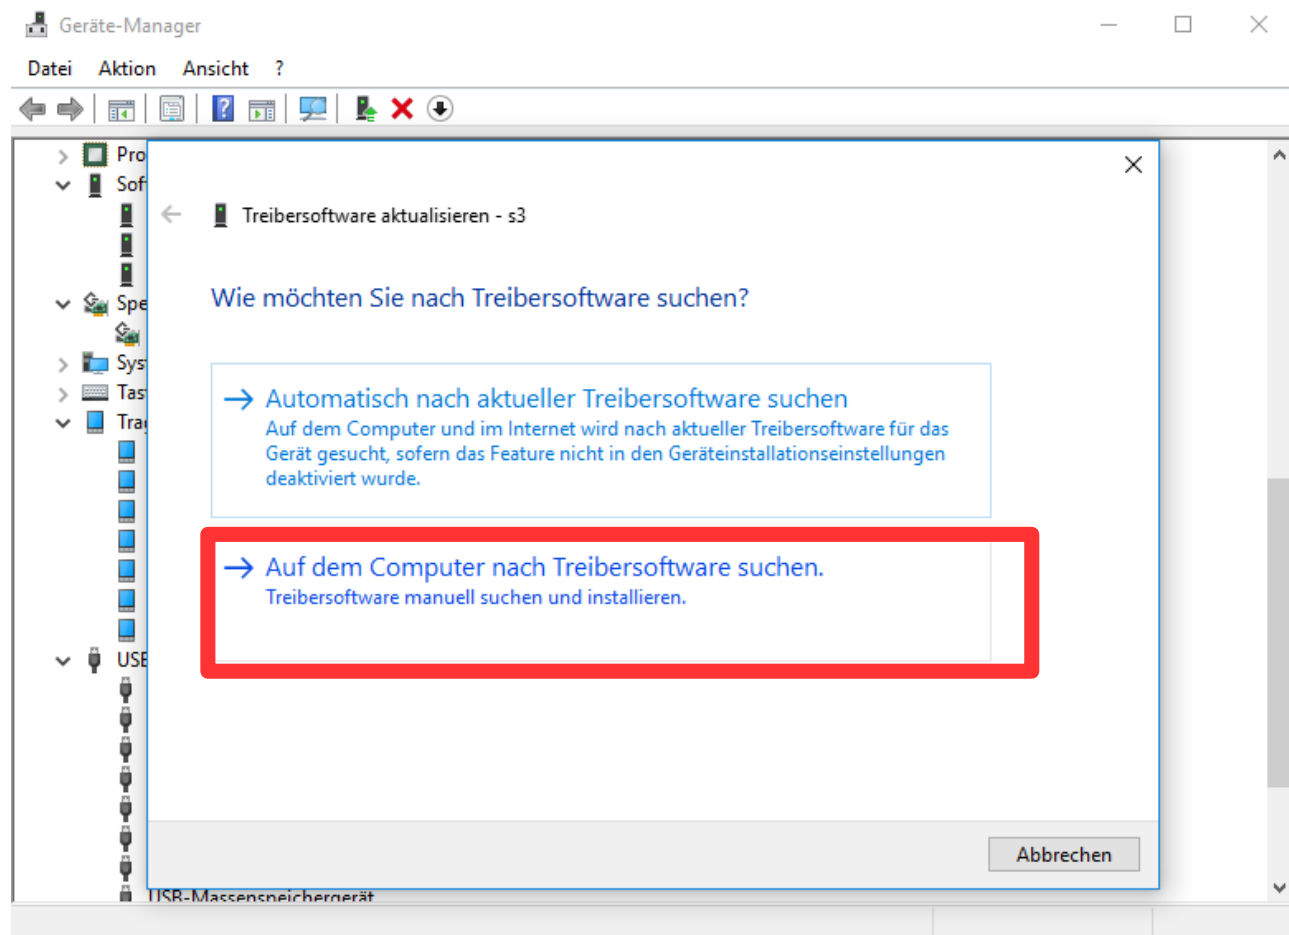 Geräte-Manager
Datei Aktion Ansicht ?
Pro
Sof
Treibersoftware aktualisieren - s3
Wie möchten Sie nach Treibersoftware suchen?
Spe
Sys
Tas
Tra
Automatisch nach aktueller Treibersoftware suchen
Auf dem Computer und im Internet wird nach aktueller Treibersoftware für das
Gerät gesucht, sofern das Feature nicht in den Geräteinstallationseinstellungen
deaktiviert wurde.
Auf dem Computer nach Treibersoftware suchen.
Treibersoftware manuell suchen und installieren.
USB
Abbrechen
USB-Massenspeichergerät